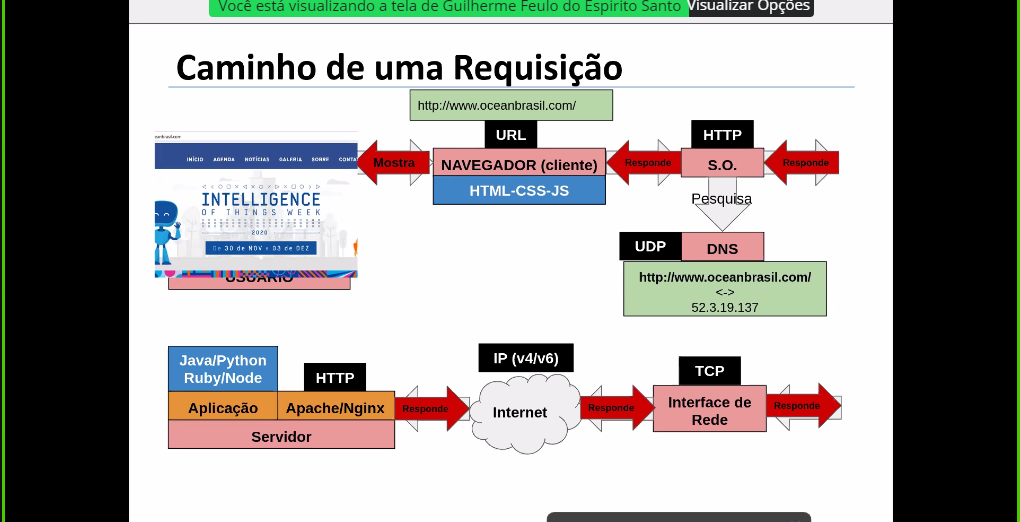 Você está visualizando a tela de Guilherme Feulo do Espirito Santo
Visualizar Opções
Caminho de uma Requisição
http://www.oceanbrasil.com/
URL
HTTP
INÍCIO AGENDA NOTÍCIAS GALERIA SOBRE CONTA
INTELLIGENCE
OF THINGS WEEK
2020
De 30 de NOV a 03 de DEZ
USUÁRIO
Mostra
NAVEGADOR (cliente)
HTML-CSS-JS
Responde
S.O.
Responde
Pesquisa
UDP
DNS
http://www.oceanbrasil.com/
<->
52.3.19.137
Java/Python
Ruby/Node
HTTP
Aplicação
Apache/Nginx
Servidor
Responde
IP (v4/v6)
Internet
Responde
TCP
Interface de
Rede
Responde